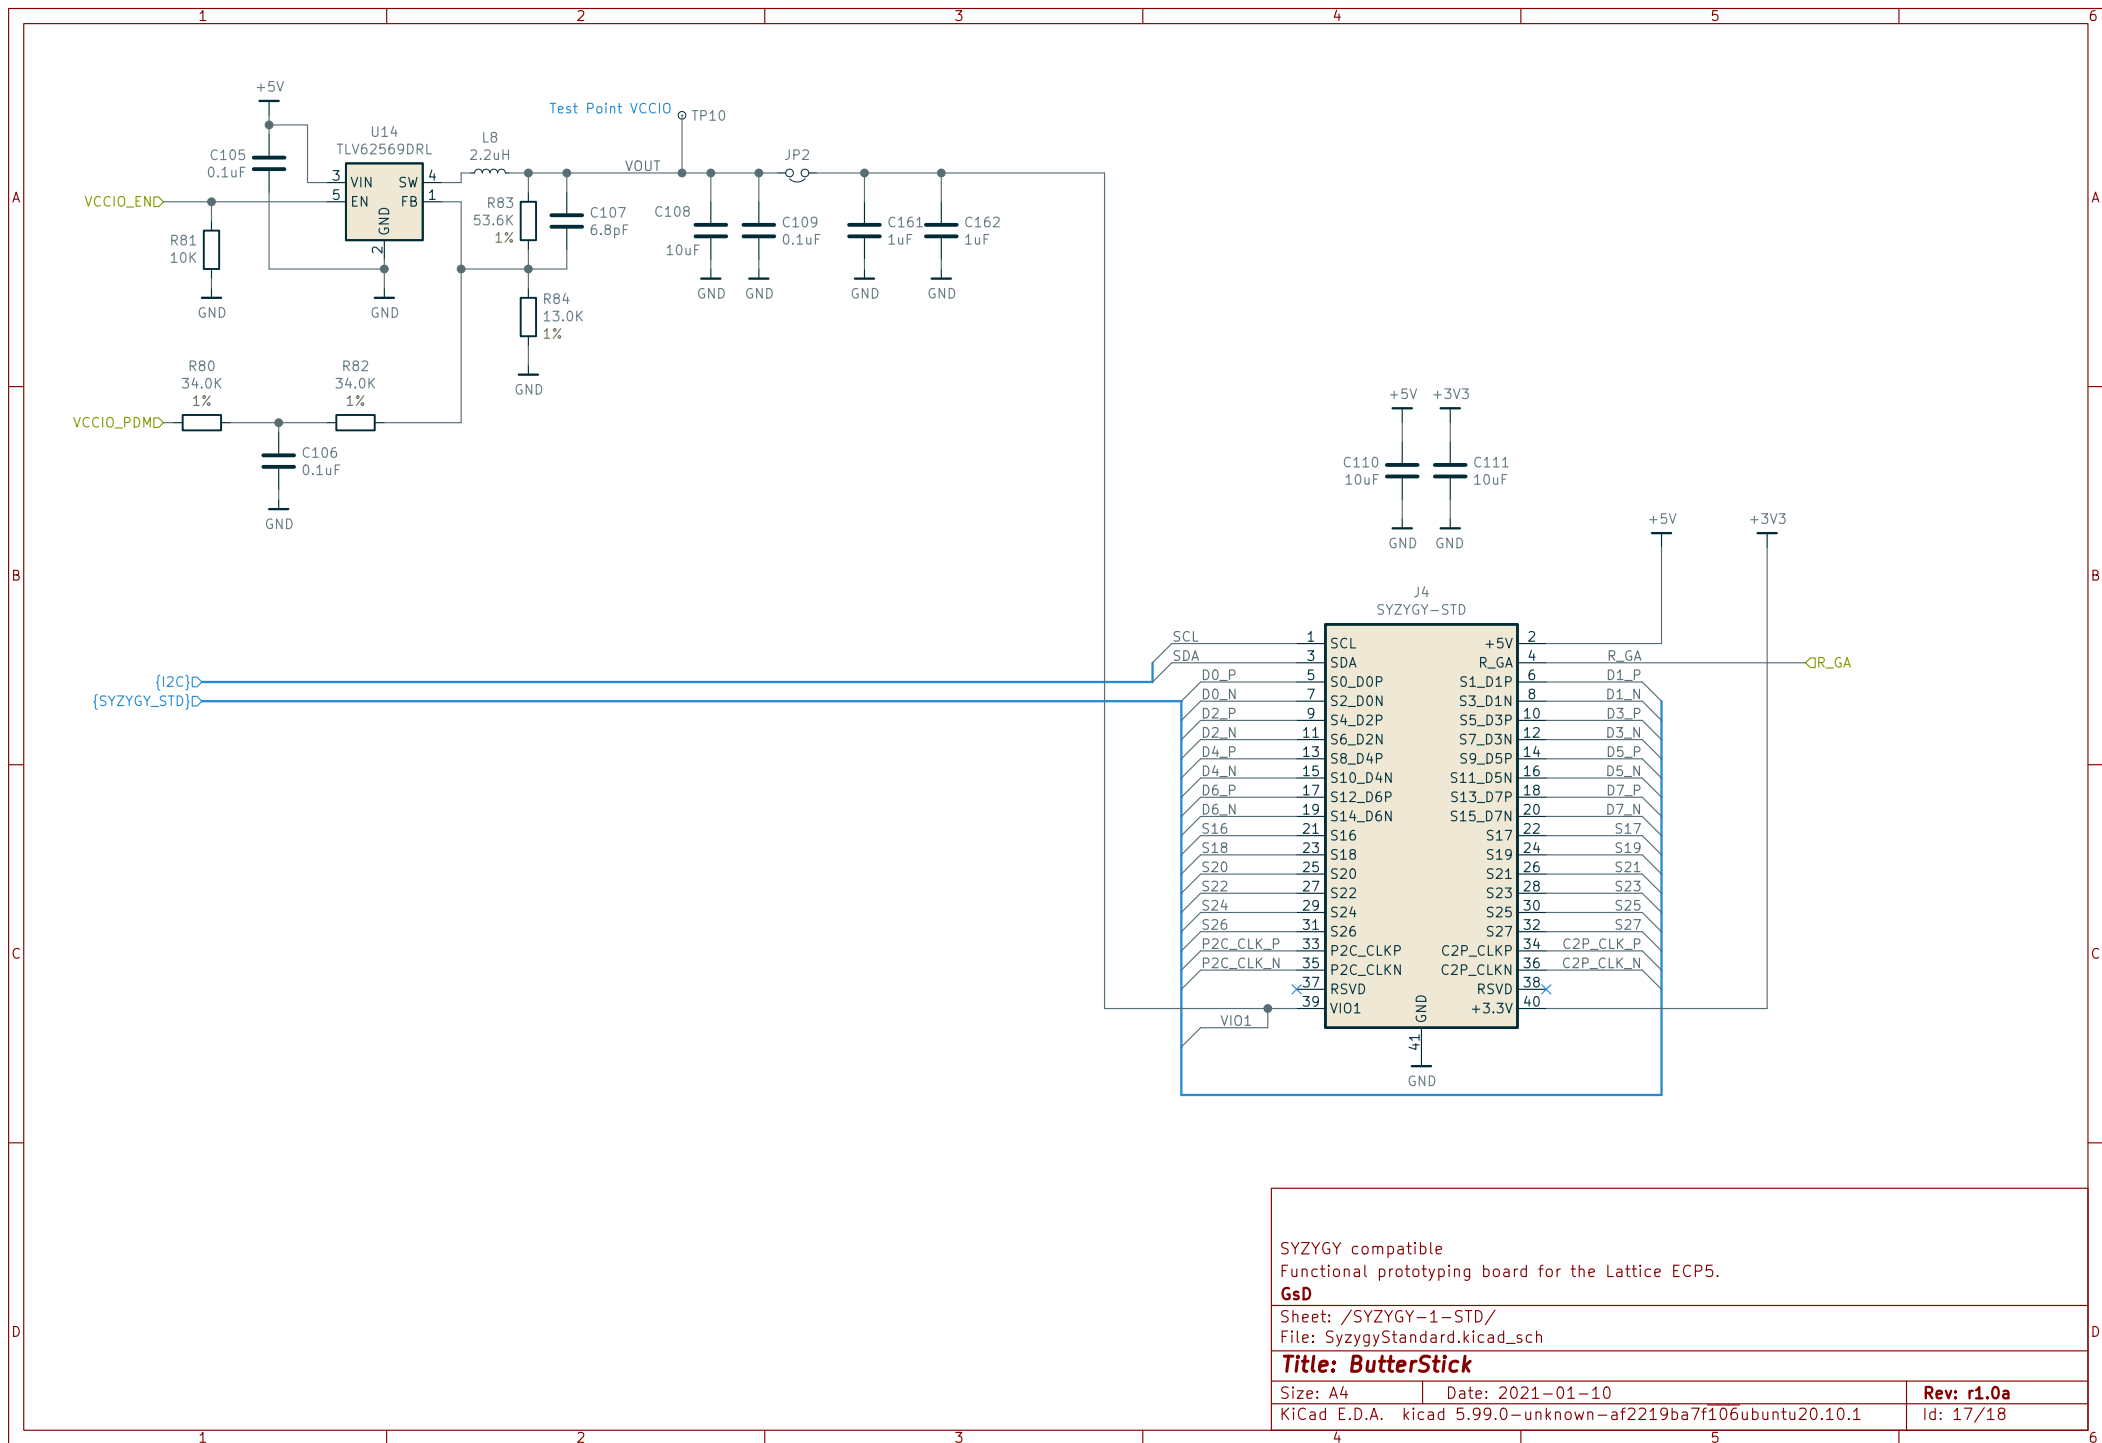 1 2 3 4 5 6
A
B
C
D
+5V
C105
0.1uF
U14
TLV62569DRL
3 VIN SW 4
5 EN FB 1
GND
2
VCCIO_EN
R81
10K
GND
GND
L8
2.2uH
R83
53.6K
1%
C107
6.8pF
VOUT
Test Point VCCIO
TP10
C108
10uF
GND
C109
0.1uF
GND
JP2
C161
1uF
GND
C162
1uF
GND
R84
13.0K
1%
GND
R80
34.0K
1%
R82
34.0K
1%
VCCIO_PDM
C106
0.1uF
GND
+5V +3V3
C110
10uF
C111
10uF
GND GND
+5V +3V3
J4
SYZYGY-STD
{I2C}
{SYZYGY_STD}
SCL 1 SCL +5V 2
SDA 3 SDA R_GA 4 R_GA R_GA
D0_P 5 S0_D0P S1_D1P 6 D1_P
D0_N 7 S2_D0N S3_D1N 8 D1_N
D2_P 9 S4_D2P S5_D3P 10 D3_P
D2_N 11 S6_D2N S7_D3N 12 D3_N
D4_P 13 S8_D4P S9_D5P 14 D5_P
D4_N 15 S10_D4N S11_D5N 16 D5_N
D6_P 17 S12_D6P S13_D7P 18 D7_P
D6_N 19 S14_D6N S15_D7N 20 D7_N
S16 21 S16 S17 22 S17
S18 23 S18 S19 24 S19
S20 25 S20 S21 26 S21
S22 27 S22 S23 28 S23
S24 29 S24 S25 30 S25
S26 31 S26 S27 32 S27
P2C_CLK_P 33 P2C_CLKP C2P_CLKP 34 C2P_CLK_P
P2C_CLK_N 35 P2C_CLKN C2P_CLKN 36 C2P_CLK_N
37 RSVD RSVD 38
39 VIO1 +3.3V 40
VIO1
GND
41
GND
SYZYGY compatible
Functional prototyping board for the Lattice ECP5.
GsD
Sheet: /SYZYGY-1-STD/
File: SyzygyStandard.kicad_sch
Title: ButterStick
Size: A4 Date: 2021-01-10 Rev: r1.0a
KiCad E.D.A. kicad 5.99.0-unknown-af2219ba7f106ubuntu20.10.1 Id: 17/18
A
B
C
D
1 2 3 4 5 6